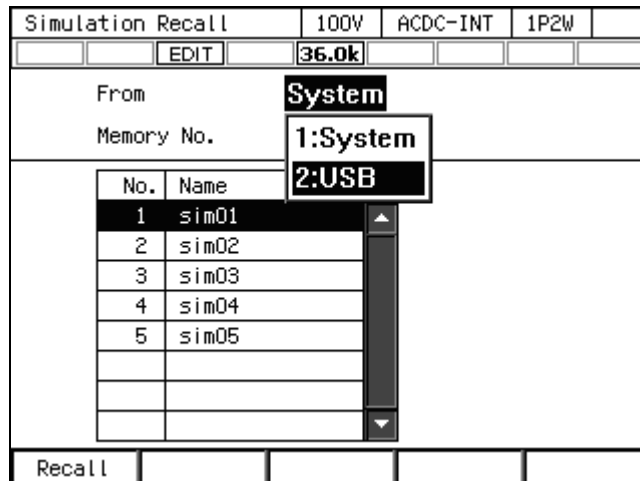 Simulation Recall 100V ACDC-INT 1P2W
EDIT 36.0k
From System
Memory No. 1:System
2:USB
No. Name
1 sim01
2 sim02
3 sim03
4 sim04
5 sim05
Recall